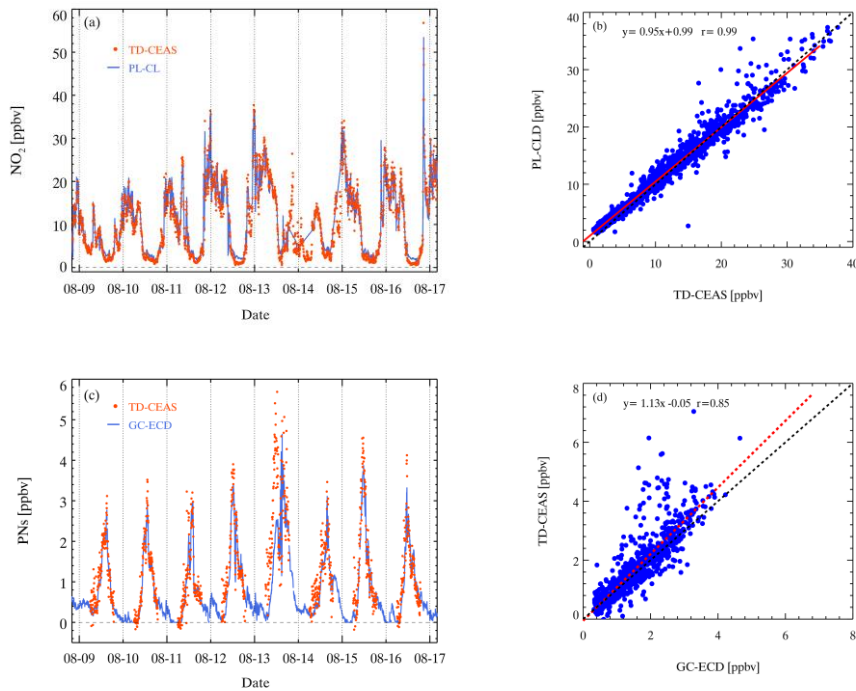 (a)
TD-CEAS
PL-CL
NO2 [ppbv]
60
50
40
30
20
10
0
08-09 08-10 08-11 08-12 08-13 08-14 08-15 08-16 08-17
Date
(b)
y= 0.95x+0.99 r= 0.99
PL-CLD [ppbv]
40
30
20
10
0
0 10 20 30 40
TD-CEAS [ppbv]
(c)
TD-CEAS
GC-ECD
PNs [ppbv]
6
5
4
3
2
1
0
08-09 08-10 08-11 08-12 08-13 08-14 08-15 08-16 08-17
Date
(d)
y= 1.13x -0.05 r=0.85
TD-CEAS [ppbv]
8
6
4
2
0
0 2 4 6 8
GC-ECD [ppbv]